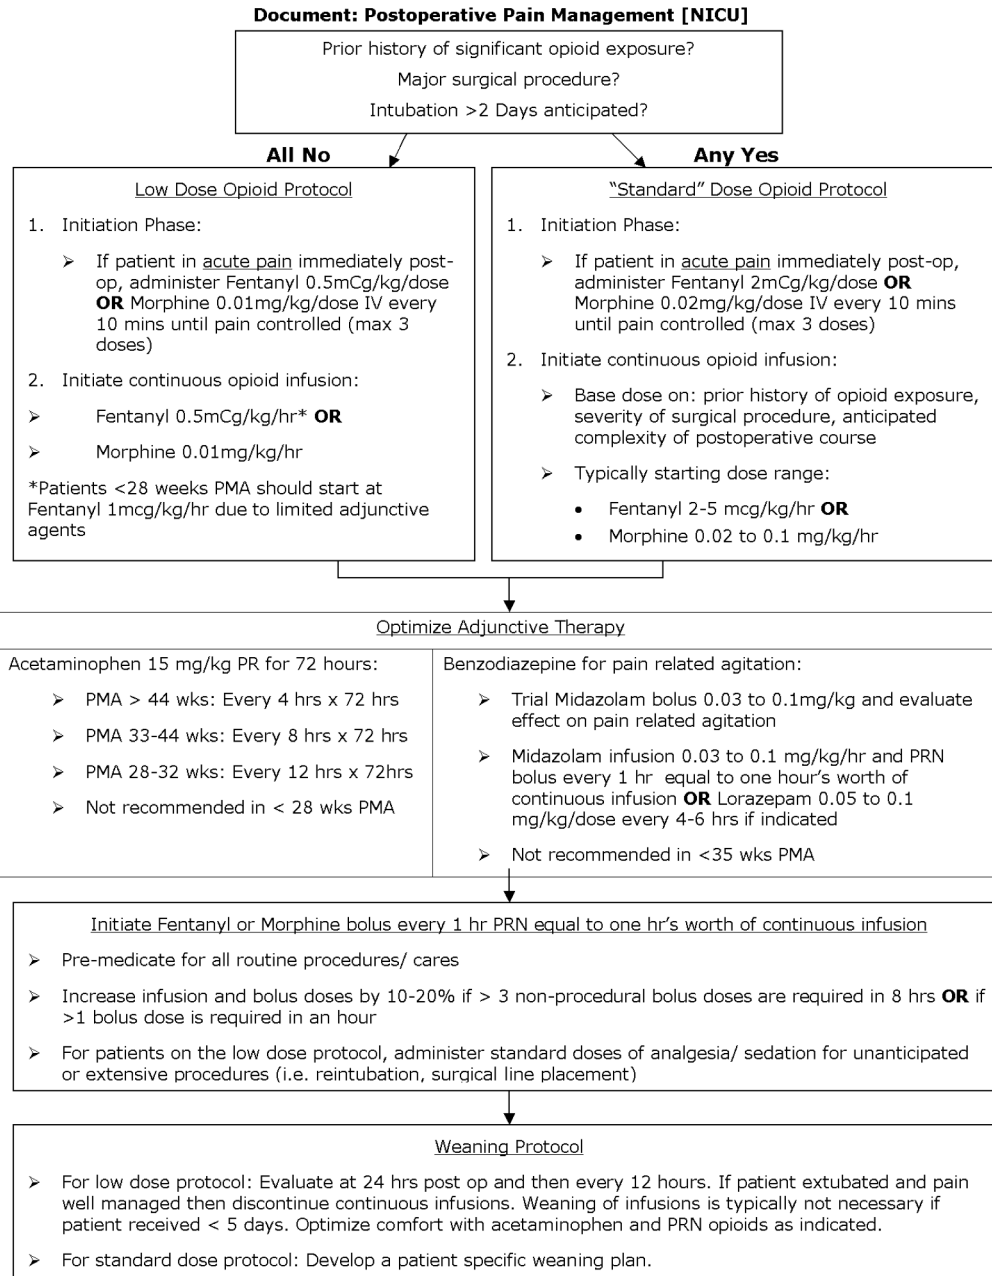 Document: Postoperative Pain Management [NICU]
Prior history of significant opioid exposure?
Major surgical procedure?
Intubation >2 Days anticipated?
All No
Any Yes
Low Dose Opioid Protocol
1. Initiation Phase:
➢ If patient in acute pain immediately post-
op, administer Fentanyl 0.5mCg/kg/dose
OR Morphine 0.01mg/kg/dose IV every
10 mins until pain controlled (max 3
doses)
2. Initiate continuous opioid infusion:
➢ Fentanyl 0.5mCg/kg/hr* OR
➢ Morphine 0.01mg/kg/hr
*Patients <28 weeks PMA should start at
Fentanyl 1mcg/kg/hr due to limited adjunctive
agents
“Standard” Dose Opioid Protocol
1. Initiation Phase:
➢ If patient in acute pain immediately post-op,
administer Fentanyl 2mCg/kg/dose OR
Morphine 0.02mg/kg/dose IV every 10 mins
until pain controlled (max 3 doses)
2. Initiate continuous opioid infusion:
➢ Base dose on: prior history of opioid exposure,
severity of surgical procedure, anticipated
complexity of postoperative course
➢ Typically starting dose range:
• Fentanyl 2-5 mcg/kg/hr OR
• Morphine 0.02 to 0.1 mg/kg/hr
Optimize Adjunctive Therapy
Acetaminophen 15 mg/kg PR for 72 hours:
➢ PMA > 44 wks: Every 4 hrs x 72 hrs
➢ PMA 33-44 wks: Every 8 hrs x 72 hrs
➢ PMA 28-32 wks: Every 12 hrs x 72hrs
➢ Not recommended in < 28 wks PMA
Benzodiazepine for pain related agitation:
➢ Trial Midazolam bolus 0.03 to 0.1mg/kg and evaluate
effect on pain related agitation
➢ Midazolam infusion 0.03 to 0.1 mg/kg/hr and PRN
bolus every 1 hr equal to one hour’s worth of
continuous infusion OR Lorazepam 0.05 to 0.1
mg/kg/dose every 4-6 hrs if indicated
➢ Not recommended in <35 wks PMA
Initiate Fentanyl or Morphine bolus every 1 hr PRN equal to one hr’s worth of continuous infusion
➢ Pre-medicate for all routine procedures/ cares
➢ Increase infusion and bolus doses by 10-20% if > 3 non-procedural bolus doses are required in 8 hrs OR if
>1 bolus dose is required in an hour
➢ For patients on the low dose protocol, administer standard doses of analgesia/ sedation for unanticipated
or extensive procedures (i.e. reintubation, surgical line placement)
Weaning Protocol
➢ For low dose protocol: Evaluate at 24 hrs post op and then every 12 hours. If patient extubated and pain
well managed then discontinue continuous infusions. Weaning of infusions is typically not necessary if
patient received < 5 days. Optimize comfort with acetaminophen and PRN opioids as indicated.
➢ For standard dose protocol: Develop a patient specific weaning plan.